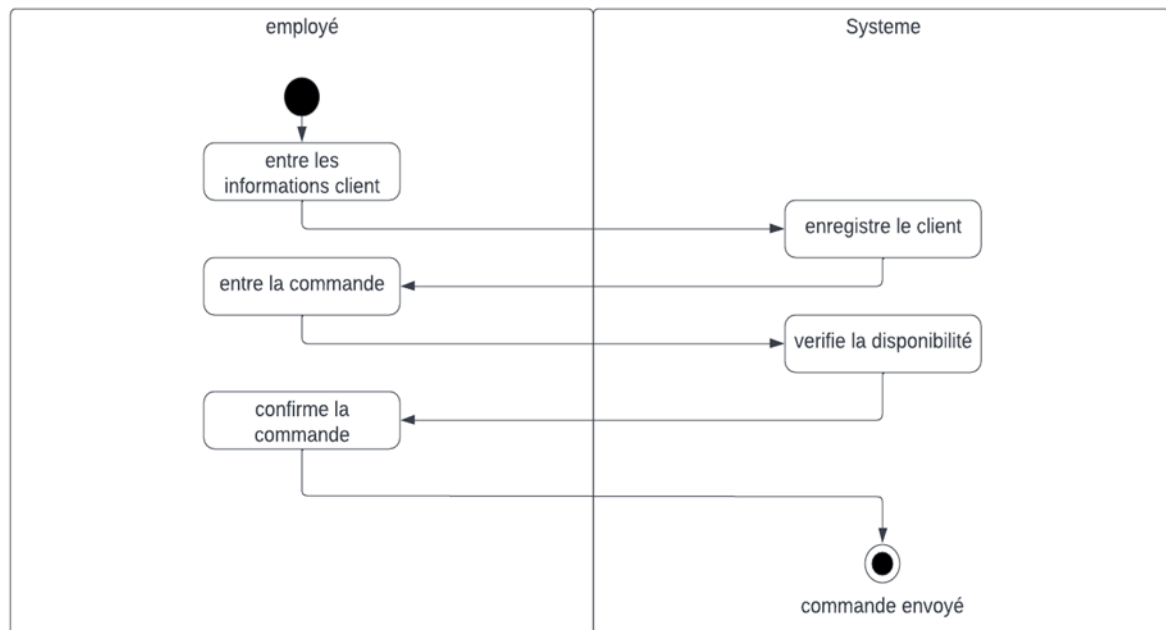 employé
Systeme
entre les
informations client
enregistre le client
entre la commande
verifie la disponibilité
confirme la
commande
commande envoyé